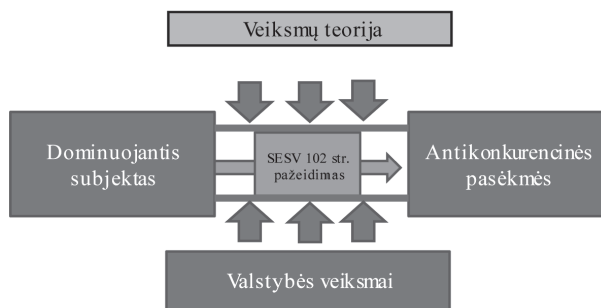 Veiksmų teorija
Dominuojantis
subjektas
SESV 102 str.
pažeidimas
Antikonkurencinės
pasėkmės
Valstybės veiksmai